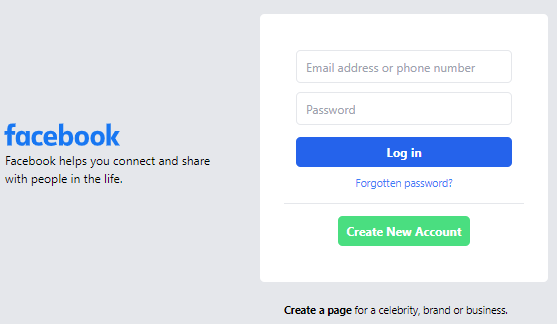 facebook
Facebook helps you connect and share
with people in the life.
Email address or phone number
Password
Log in
Forgotten password?
Create New Account
Create a page for a celebrity, brand or business.